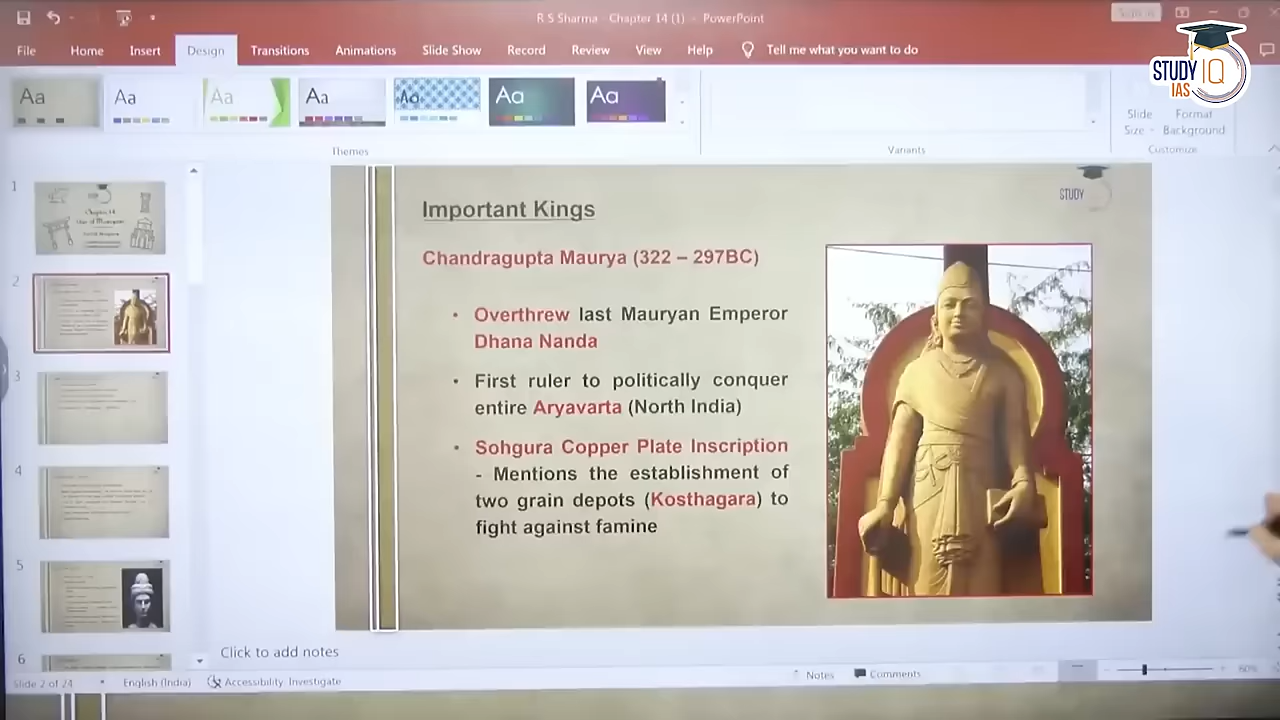 R S Sharma - Chapter 14 (1) - PowerPoint
Sign in
File Home Insert Design Transitions Animations Slide Show Record Review View Help Tell me what you want to do
STUDY IQ
IAS
Aa Aa Aa Aa Aa Aa Aa
Slide Size
Format Background
Themes
Variants
Customize
STUDY
1
2
3
4
5
6
Important Kings
Chandragupta Maurya (322 – 297BC)
• Overthrew last Mauryan Emperor
Dhana Nanda
• First ruler to politically conquer
entire Aryavarta (North India)
• Sohgura Copper Plate Inscription
- Mentions the establishment of
two grain depots (Kosthagara) to
fight against famine
Click to add notes
Slide 2 of 24 English (India) Accessibility: Investigate Notes Comments 60%